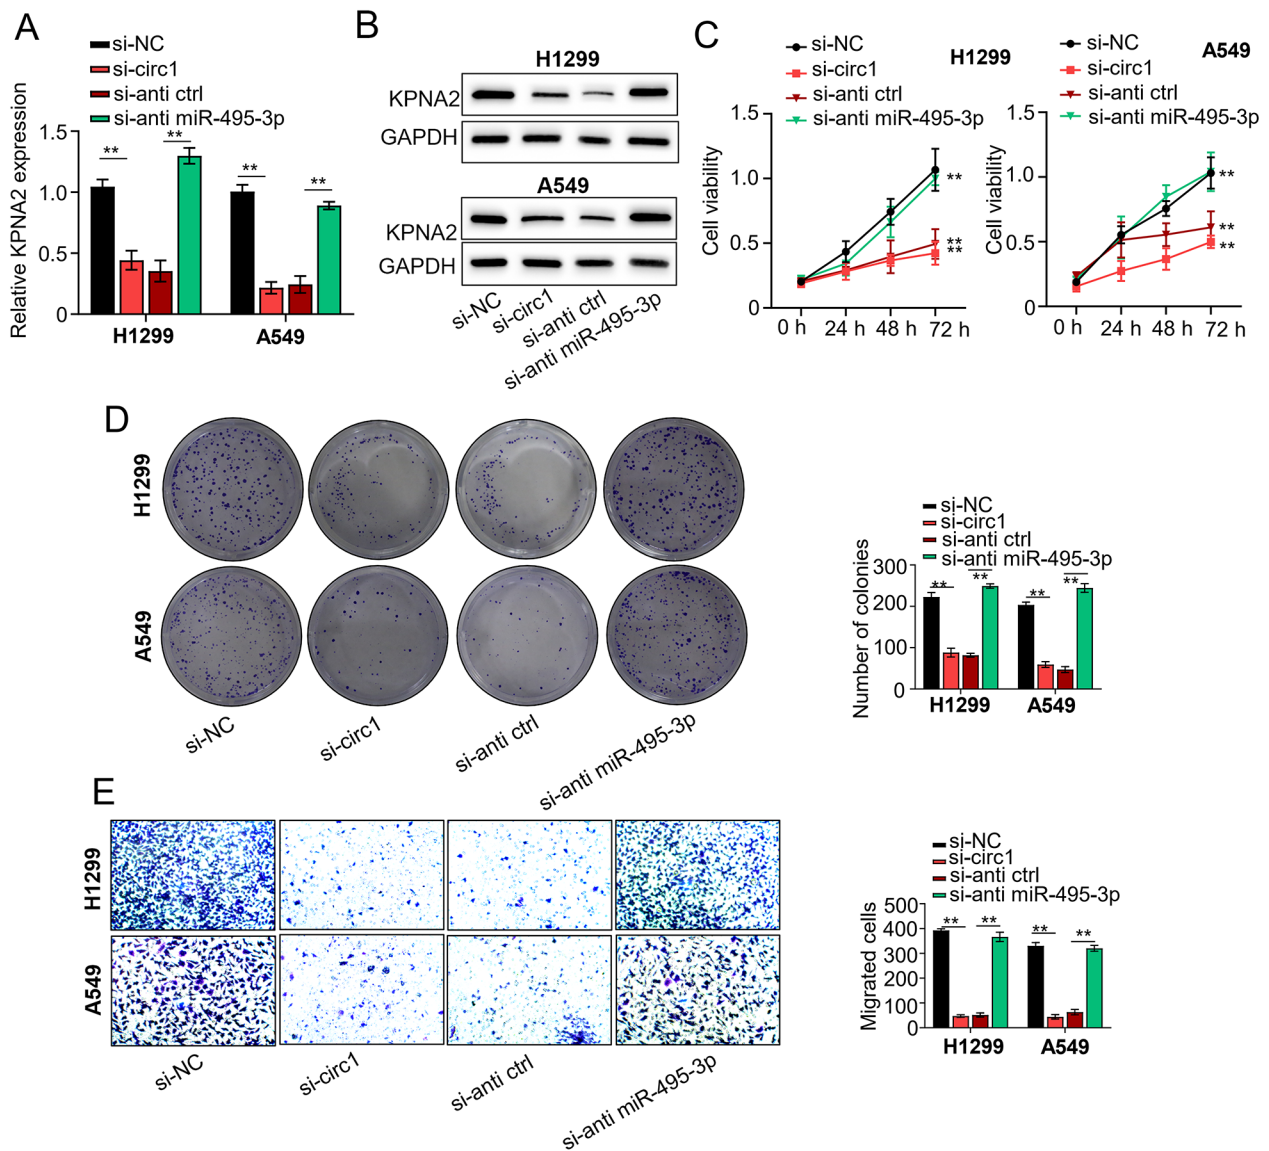 A
si-NC
si-circ1
si-anti ctrl
si-anti miR-495-3p
Relative KPNA2 expression
1.5
1.0
0.5
0
**
**
**
**
H1299
A549
B
H1299
KPNA2
GAPDH
A549
KPNA2
GAPDH
si-NC
si-circ1
si-anti ctrl
si-anti miR-495-3p
C
si-NC
si-circ1
si-anti ctrl
si-anti miR-495-3p
H1299
Cell viability
1.5
1.0
0.5
0
**
**
**
0 h
24 h
48 h
72 h
si-NC
si-circ1
si-anti ctrl
si-anti miR-495-3p
A549
Cell viability
1.5
1.0
0.5
0
**
**
**
0 h
24 h
48 h
72 h
D
H1299
A549
si-NC
si-circ1
si-anti ctrl
si-anti miR-495-3p
si-NC
si-circ1
si-anti ctrl
si-anti miR-495-3p
Number of colonies
300
200
100
0
**
**
**
**
H1299
A549
E
H1299
A549
si-NC
si-circ1
si-anti ctrl
si-anti miR-495-3p
si-NC
si-circ1
si-anti ctrl
si-anti miR-495-3p
Migrated cells
500
400
300
200
100
0
**
**
**
**
H1299
A549